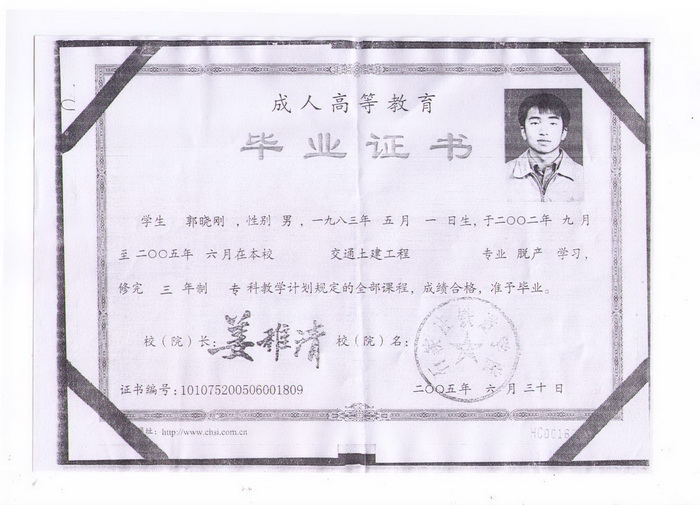 成人高等教育
毕业证书
学生 郭晓刚 ，性别 男 ，一九八三年 五 月 一 日生，于二〇〇二年 九 月
至 二〇〇五年 六 月在本校 交通土建工程 专业 脱产 学习，
修完 三 年制 专 科教学计划规定的全部课程，成绩合格，准予毕业。
校（院）长： 校（院）名：
证书编号：101075200506001809 二〇〇五年 六 月 三十 日
http://www.chsi.com.cn